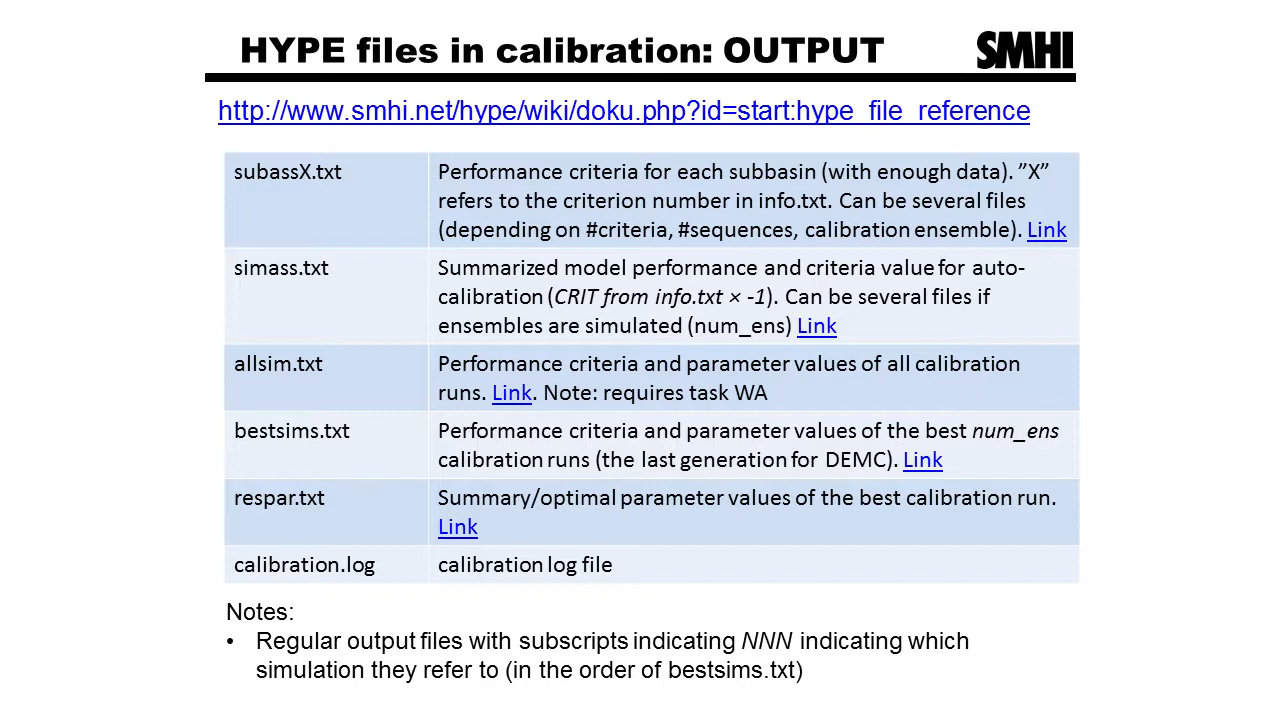 HYPE files in calibration: OUTPUT
SMHI
http://www.smhi.net/hype/wiki/doku.php?id=start:hype_file_reference
subassX.txt
Performance criteria for each subbasin (with enough data). ”X”
refers to the criterion number in info.txt. Can be several files
(depending on #criteria, #sequences, calibration ensemble). Link
simass.txt
Summarized model performance and criteria value for auto-
calibration (CRIT from info.txt × -1). Can be several files if
ensembles are simulated (num_ens) Link
allsim.txt
Performance criteria and parameter values of all calibration
runs. Link. Note: requires task WA
bestsims.txt
Performance criteria and parameter values of the best num_ens
calibration runs (the last generation for DEMC). Link
respar.txt
Summary/optimal parameter values of the best calibration run.
Link
calibration.log
calibration log file
Notes:
• Regular output files with subscripts indicating NNN indicating which
simulation they refer to (in the order of bestsims.txt)